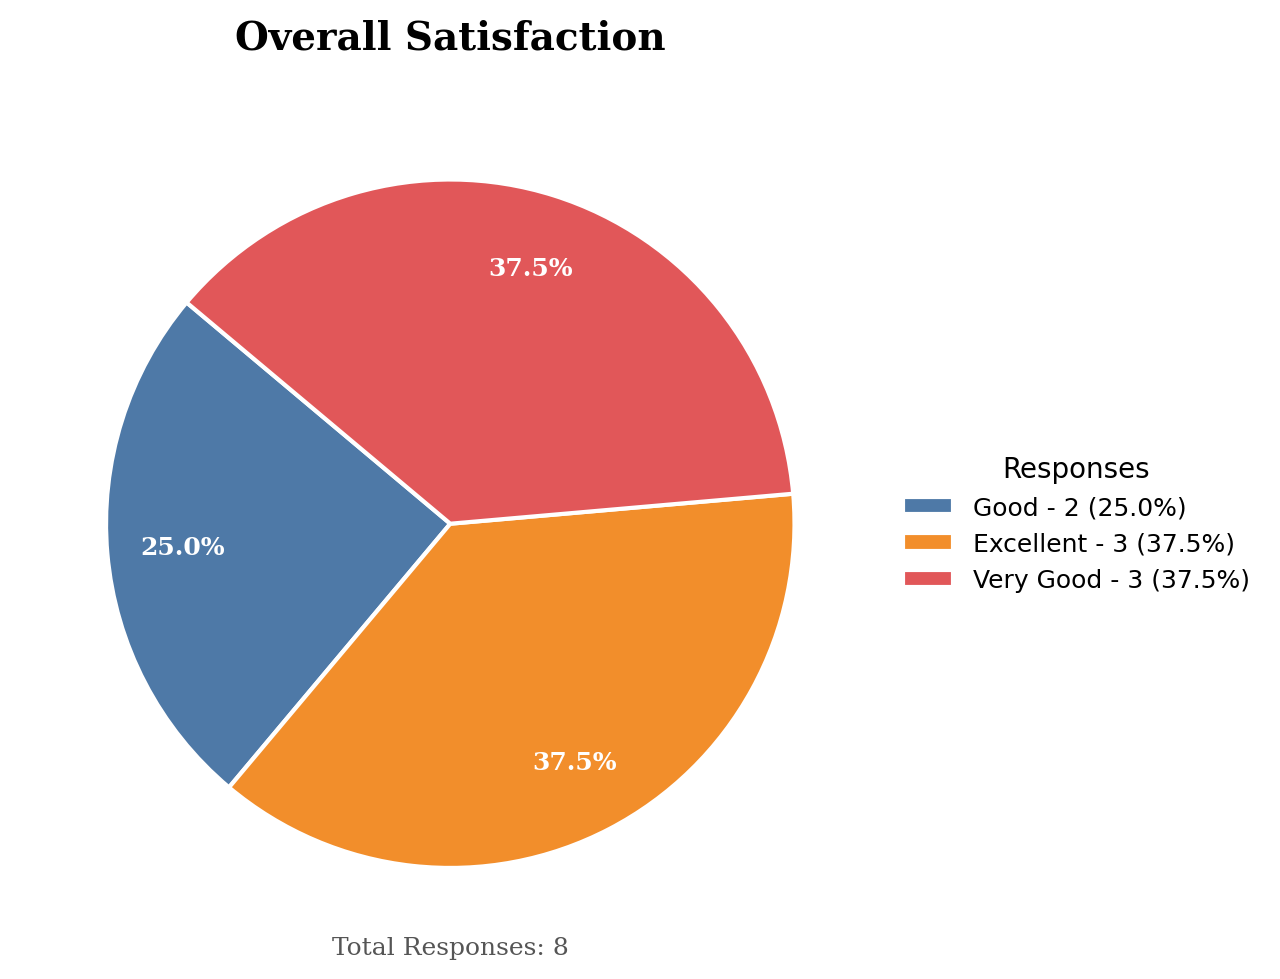 Overall Satisfaction
37.5%
25.0%
37.5%
Responses
Good - 2 (25.0%)
Excellent - 3 (37.5%)
Very Good - 3 (37.5%)
Total Responses: 8